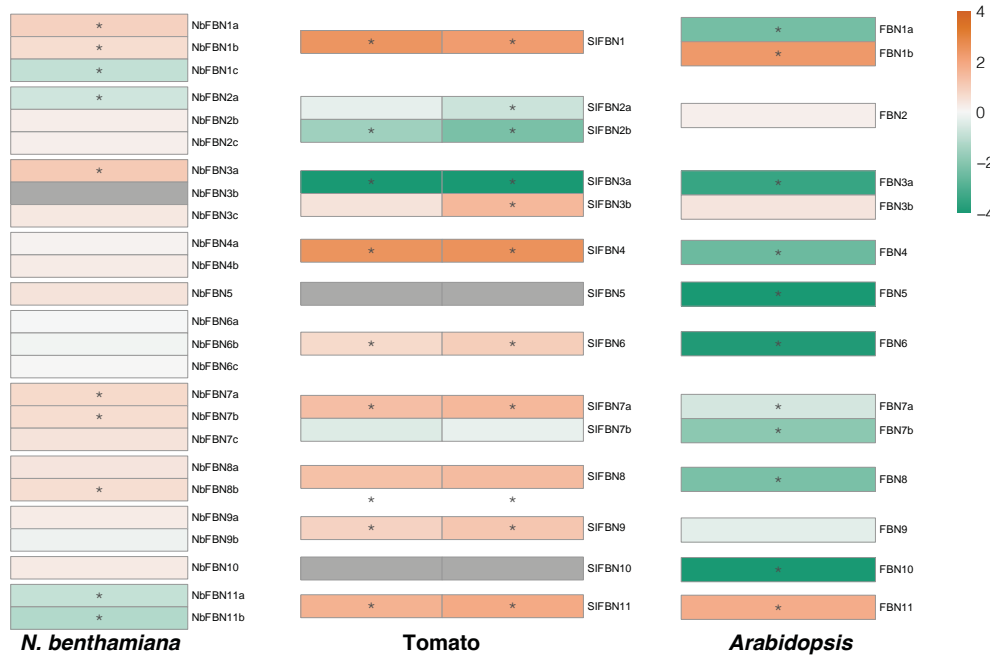 NbFBN1a
*
NbFBN1b
*
NbFBN1c
*
NbFBN2a
*
NbFBN2b
NbFBN2c
NbFBN3a
*
NbFBN3b
NbFBN3c
NbFBN4a
NbFBN4b
NbFBN5
NbFBN6a
NbFBN6b
NbFBN6c
NbFBN7a
*
NbFBN7b
*
NbFBN7c
NbFBN8a
NbFBN8b
*
NbFBN9a
NbFBN9b
NbFBN10
NbFBN11a
*
NbFBN11b
*
N. benthamiana
* * SlFBN1
* SlFBN2a
* * SlFBN2b
* * SlFBN3a
* SlFBN3b
* * SlFBN4
SlFBN5
* * SlFBN6
* * SlFBN7a
SlFBN7b
SlFBN8
* *
* * SlFBN9
SlFBN10
* * SlFBN11
Tomato
* FBN1a
* FBN1b
FBN2
* FBN3a
FBN3b
* FBN4
* FBN5
* FBN6
* FBN7a
* FBN7b
* FBN8
FBN9
* FBN10
* FBN11
Arabidopsis
4
2
0
−2
−4